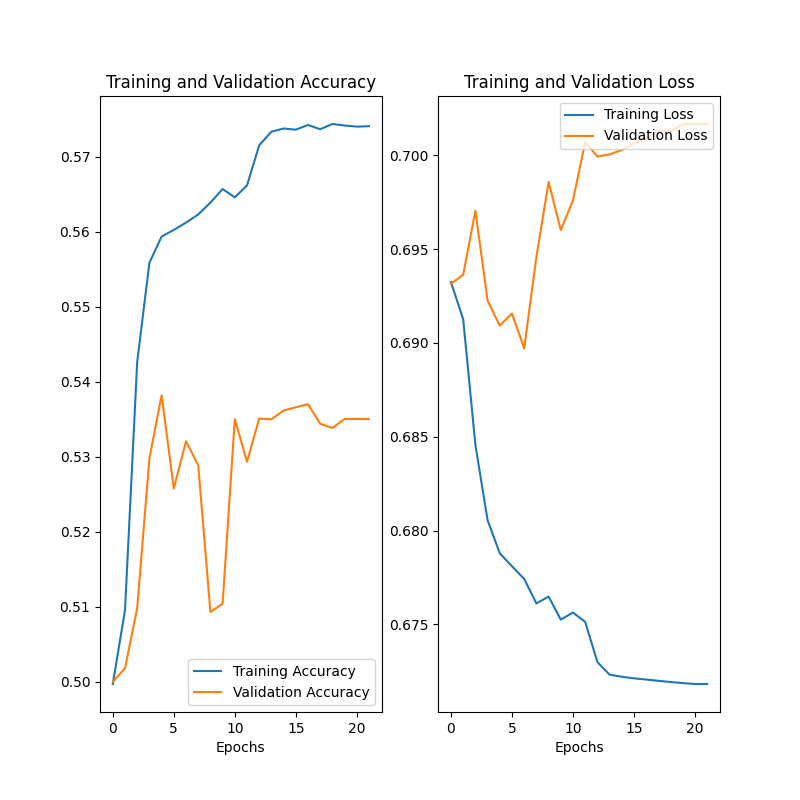 Training and Validation Accuracy
0.57
0.56
0.55
0.54
0.53
0.52
0.51
0.50
Training Accuracy
Validation Accuracy
0 5 10 15 20
Epochs
Training and Validation Loss
Training Loss
Validation Loss
0.700
0.695
0.690
0.685
0.680
0.675
0 5 10 15 20
Epochs